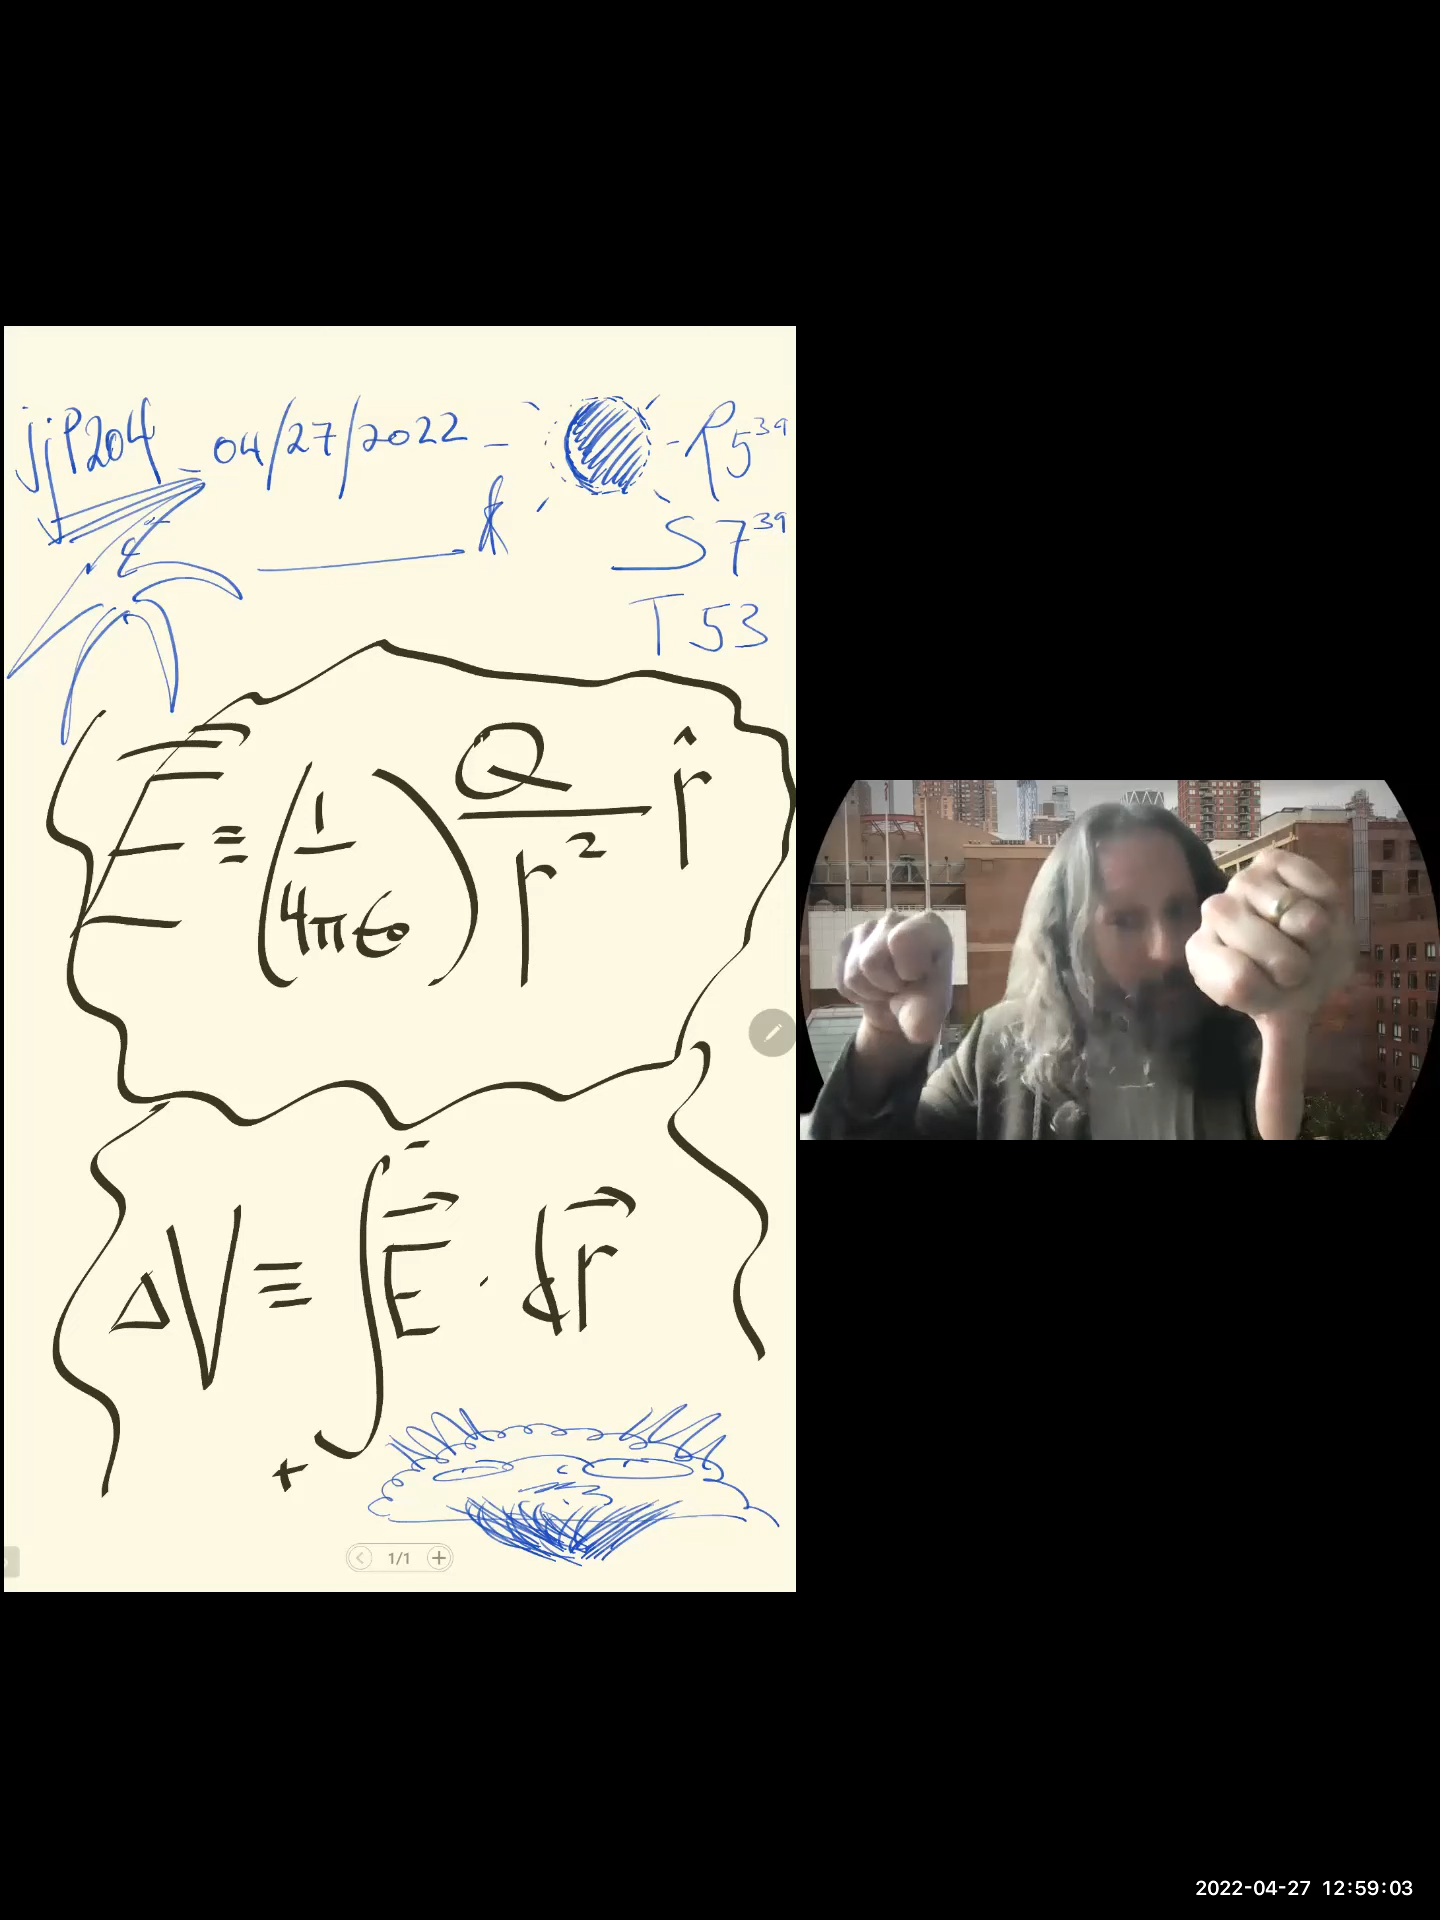 jjP204 - 04/27/2022 - - R5³⁹
S7³⁹
T53
E⃗ = (1/4πε₀) Q/r² r̂
ΔV ≡ ∫₊⁻ E⃗ · dr⃗
1/1
2022-04-27 12:59:03